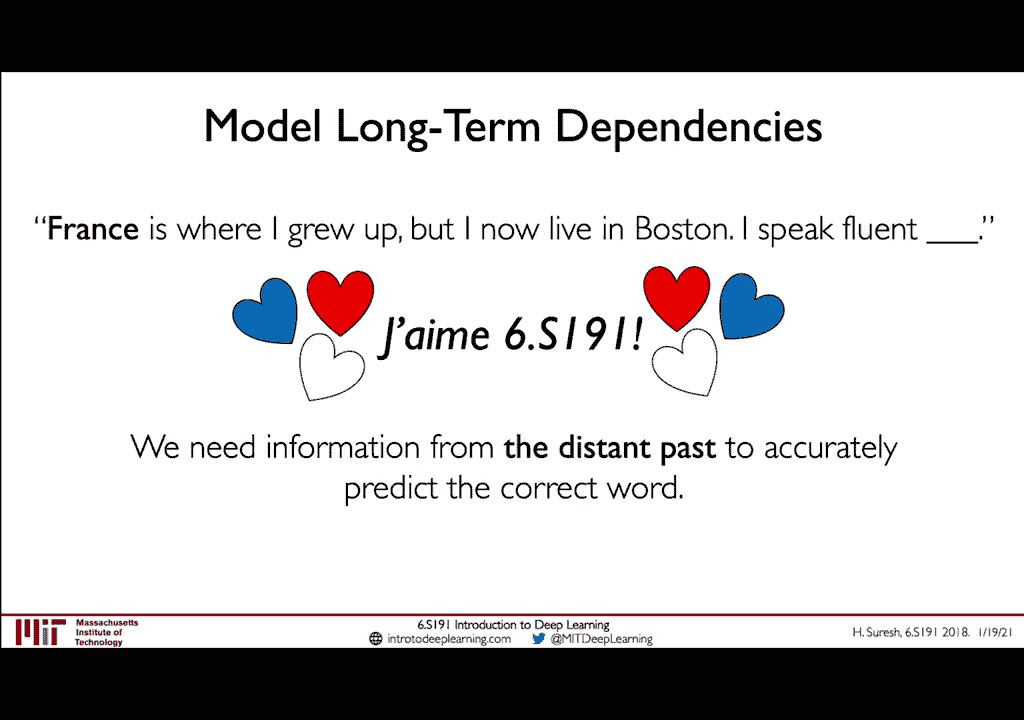 Model Long-Term Dependencies
“France is where I grew up, but I now live in Boston. I speak fluent ___.”
J’aime 6.S191!
We need information from the distant past to accurately
predict the correct word.
MIT
Massachusetts
Institute of
Technology
6.S191 Introduction to Deep Learning
introtodeeplearning.com
@MITDeepLearning
H. Suresh, 6.S191 2018. 1/19/21